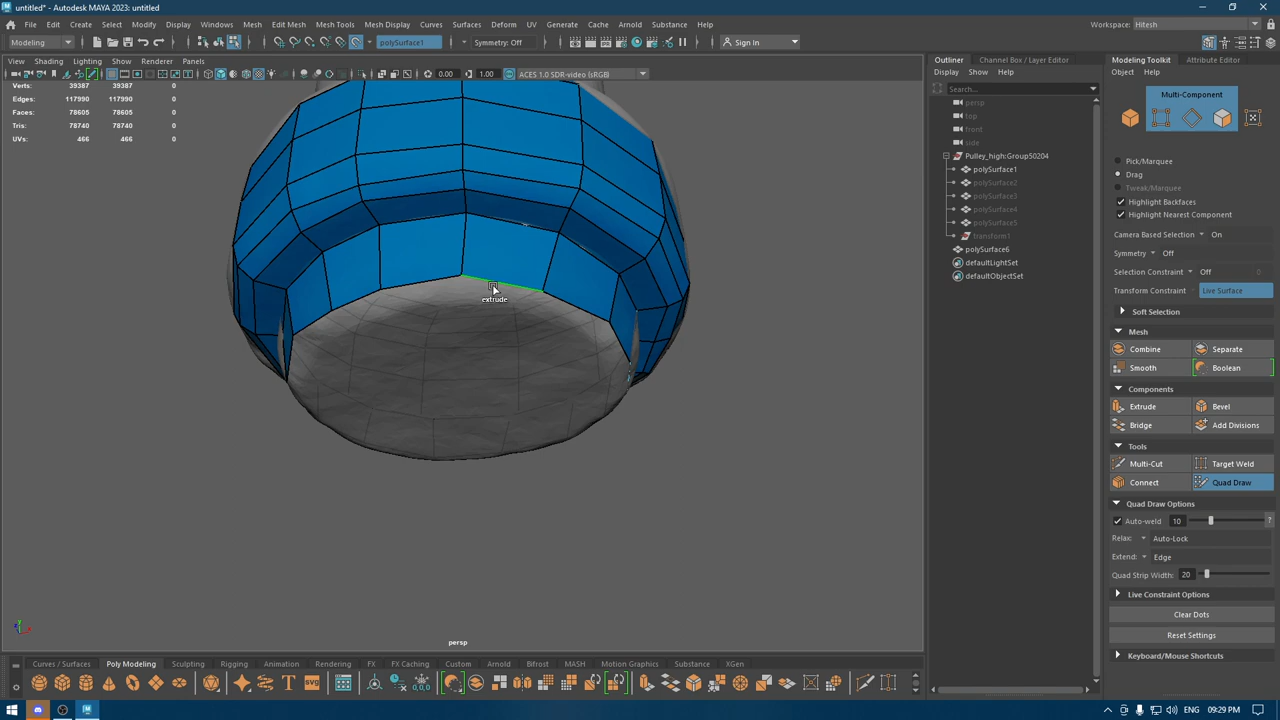 untitled* - Autodesk MAYA 2023: untitled
File Edit Create Select Modify Display Windows Mesh Edit Mesh Mesh Tools Mesh Display Curves Surfaces Deform UV Generate Cache Arnold Substance Help
Workspace: Hitesh
Modeling polySurface1 Symmetry: Off Sign In
View Shading Lighting Show Renderer Panels
0.00 1.00 ACES 1.0 SDR-video (sRGB)
Verts: 39387 39387 0
Edges: 117990 117990 0
Faces: 78605 78605 0
Tris: 78740 78740 0
UVs: 466 466 0
extrude
persp
Outliner Channel Box / Layer Editor
Display Show Help
Search...
persp
top
front
side
Pulley_high:Group50204
polySurface1
polySurface2
polySurface3
polySurface4
polySurface5
transform1
polySurface6
defaultLightSet
defaultObjectSet
Modeling Toolkit Attribute Editor
Object Help
Multi-Component
Pick/Marquee
Drag
Tweak/Marquee
Highlight Backfaces
Highlight Nearest Component
Camera Based Selection On
Symmetry Off
Selection Constraint Off
Transform Constraint Live Surface
Soft Selection
Mesh
Combine Separate
Smooth Boolean
Components
Extrude Bevel
Bridge Add Divisions
Tools
Multi-Cut Target Weld
Connect Quad Draw
Quad Draw Options
Auto-weld 10 ?
Relax: Auto-Lock
Extend: Edge
Quad Strip Width: 20
Live Constraint Options
Clear Dots
Reset Settings
Keyboard/Mouse Shortcuts
Curves / Surfaces Poly Modeling Sculpting Rigging Animation Rendering FX FX Caching Custom Arnold Bifrost MASH Motion Graphics Substance XGen
ENG 09:29 PM